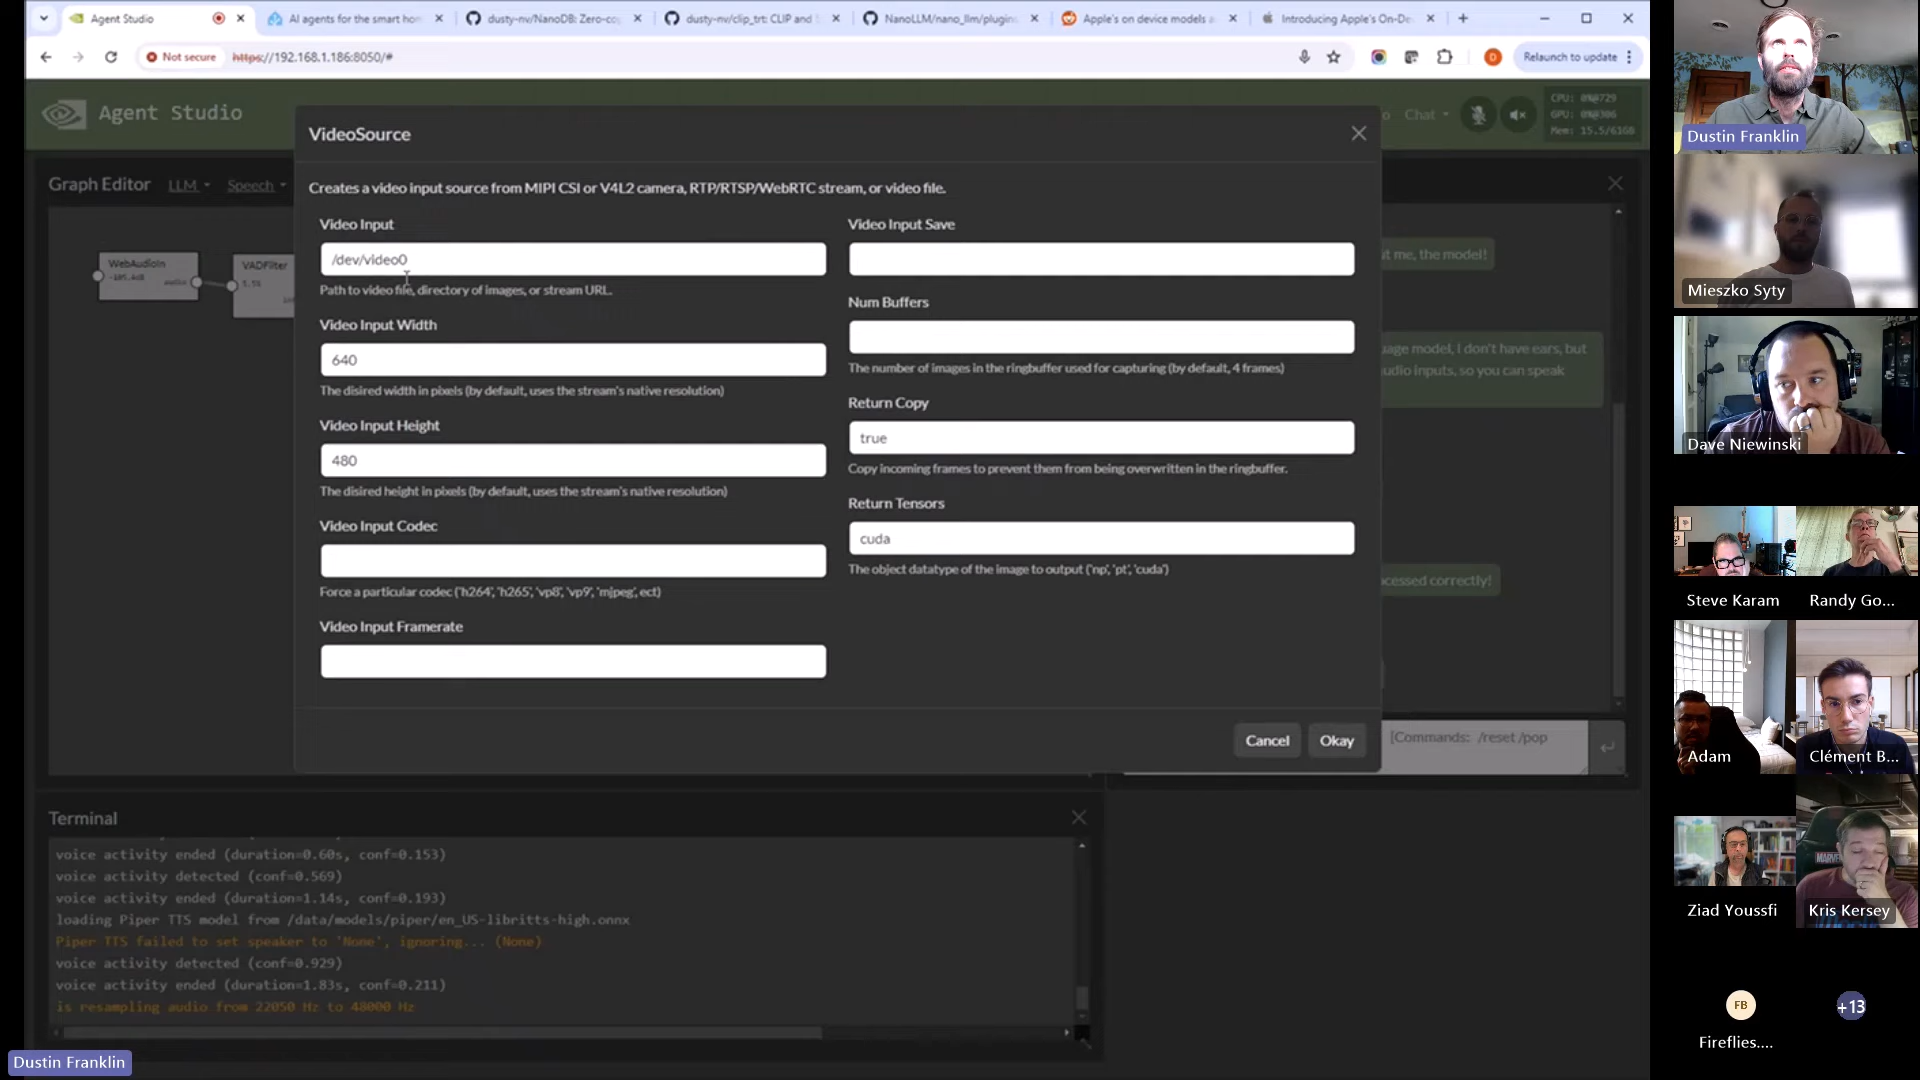 Agent Studio
AI agents for the smart hom
dusty-nv/NanoDB: Zero-co
dusty-nv/clip_trt: CLIP and
NanoLLM/nano_llm/plugin
Apple's on device models a
Introducing Apple's On-De
Not secure
https://192.168.1.186:8050/#
D
Relaunch to update
Agent Studio
Chat
CPU: 0%@729
GPU: 0%@306
Mem: 15.5/61GB
Graph Editor
LLM
Speech
WebAudioIn
audio
VADFilter
VideoSource
Creates a video input source from MIPI CSI or V4L2 camera, RTP/RTSP/WebRTC stream, or video file.
Video Input
/dev/video0
Path to video file, directory of images, or stream URL.
Video Input Width
640
The disired width in pixels (by default, uses the stream's native resolution)
Video Input Height
480
The disired height in pixels (by default, uses the stream's native resolution)
Video Input Codec
Force a particular codec ('h264', 'h265', 'vp8', 'vp9', 'mjpeg', ect)
Video Input Framerate
Video Input Save
Num Buffers
The number of images in the ringbuffer used for capturing (by default, 4 frames)
Return Copy
true
Copy incoming frames to prevent them from being overwritten in the ringbuffer.
Return Tensors
cuda
The object datatype of the image to output ('np', 'pt', 'cuda')
Cancel
Okay
t me, the model!
age model, I don't have ears, but
udio inputs, so you can speak
cessed correctly!
[Commands: /reset /pop
Terminal
voice activity ended (duration=0.60s, conf=0.153)
voice activity detected (conf=0.569)
voice activity ended (duration=1.14s, conf=0.193)
loading Piper TTS model from /data/models/piper/en_US-libritts-high.onnx
Piper TTS failed to set speaker to 'None', ignoring... (None)
voice activity detected (conf=0.929)
voice activity ended (duration=1.83s, conf=0.211)
is resampling audio from 22050 Hz to 48000 Hz
Dustin Franklin
Dustin Franklin
Mieszko Syty
Dave Niewinski
Steve Karam
Randy Go...
Adam
Clément B...
Ziad Youssfi
MARVEL
Kris Kersey
FB
+13
Fireflies....